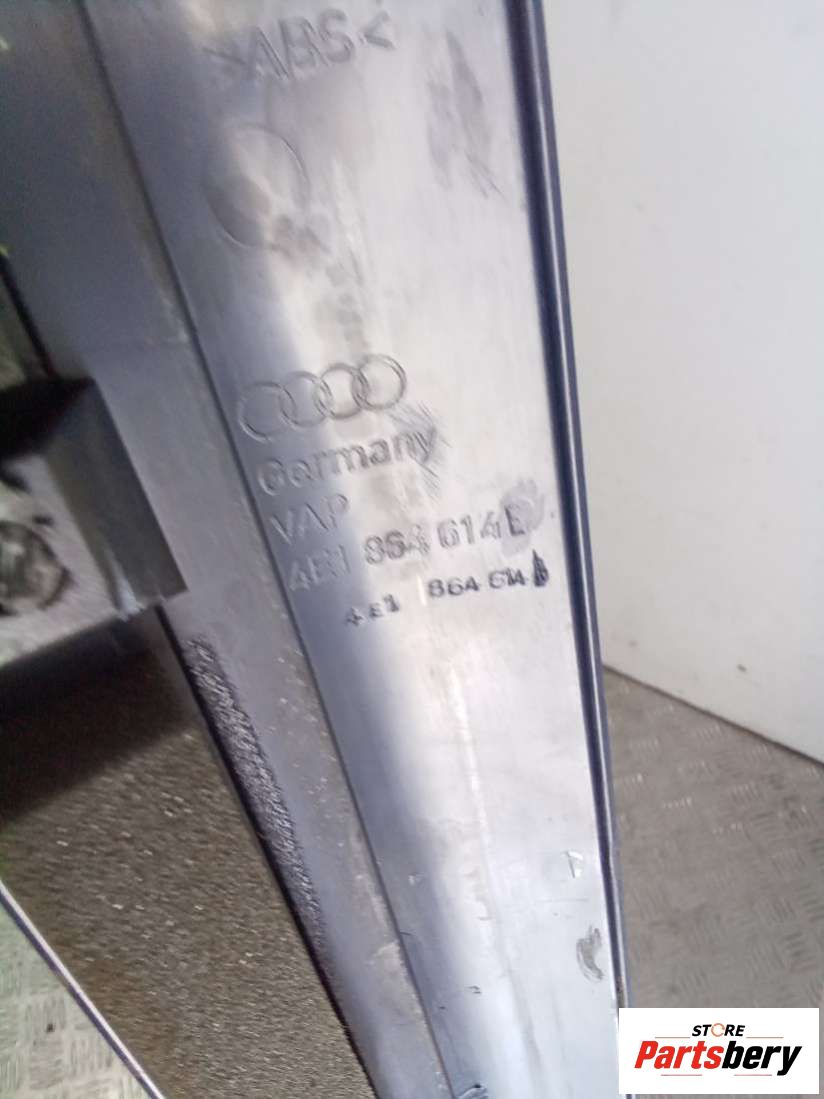 >ABS<
Germany
VAP
4E1 864 614
4E1 864 614
STORE
Partsbery